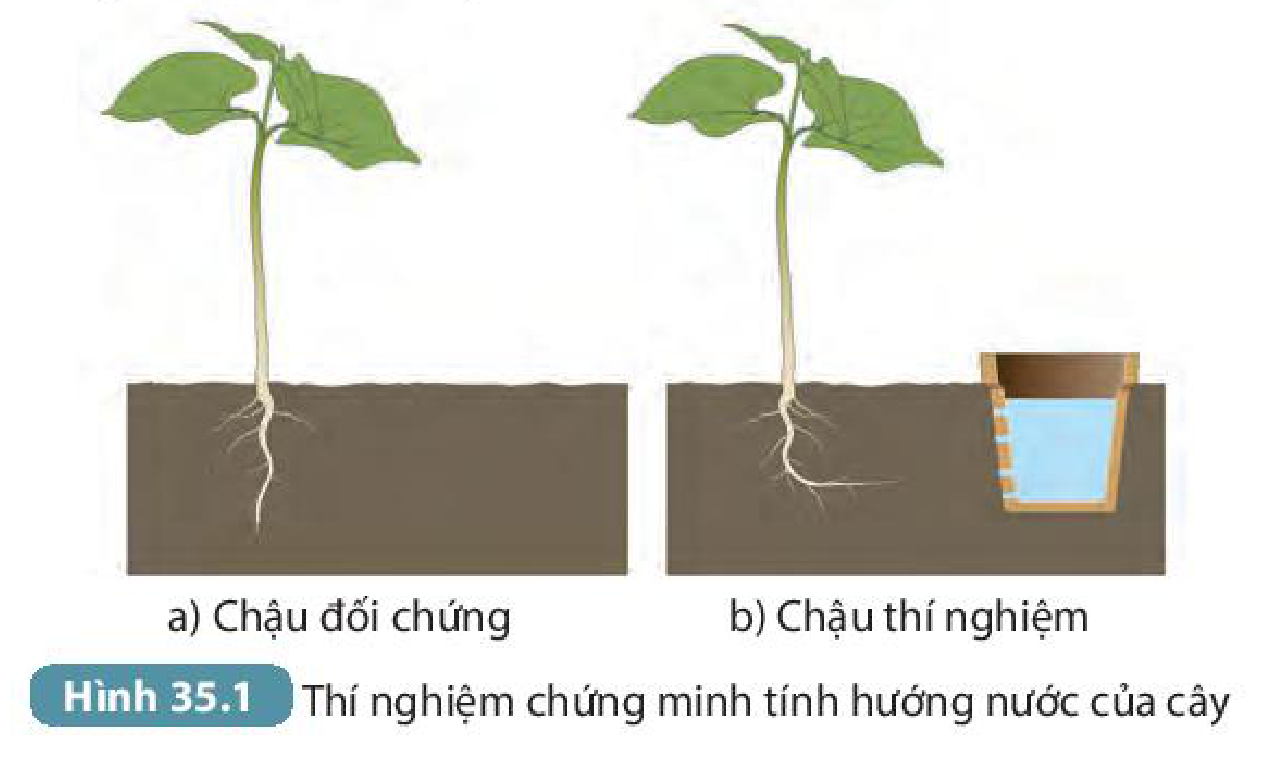 a) Chậu đối chứng
b) Chậu thí nghiệm
Hình 35.1 Thí nghiệm chứng minh tính hướng nước của cây